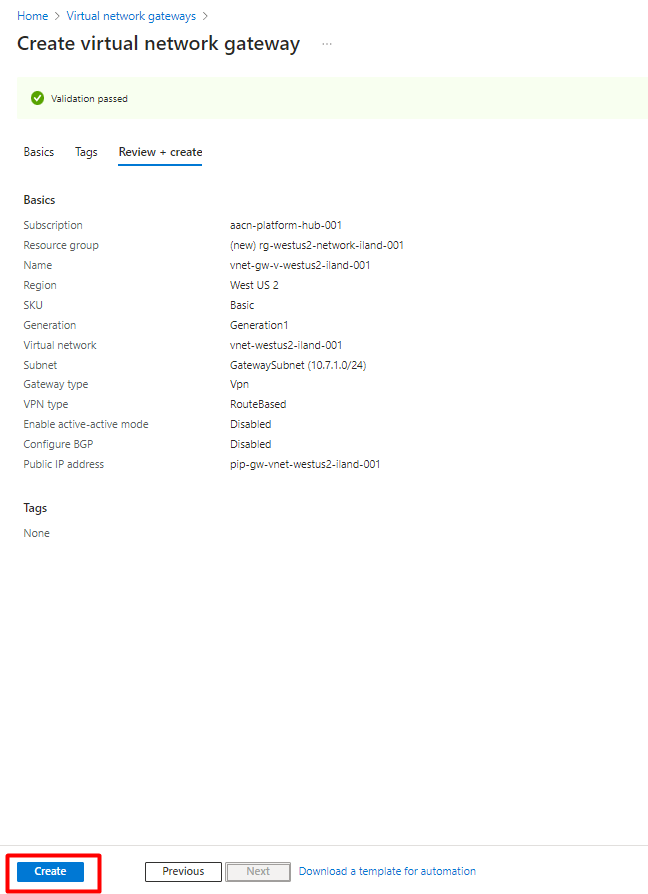 Home > Virtual network gateways >
Create virtual network gateway ...
Validation passed
Basics Tags Review + create
Basics
Subscription aacn-platform-hub-001
Resource group (new) rg-westus2-network-iland-001
Name vnet-gw-v-westus2-iland-001
Region West US 2
SKU Basic
Generation Generation1
Virtual network vnet-westus2-iland-001
Subnet GatewaySubnet (10.7.1.0/24)
Gateway type Vpn
VPN type RouteBased
Enable active-active mode Disabled
Configure BGP Disabled
Public IP address pip-gw-vnet-westus2-iland-001
Tags
None
Create Previous Next Download a template for automation